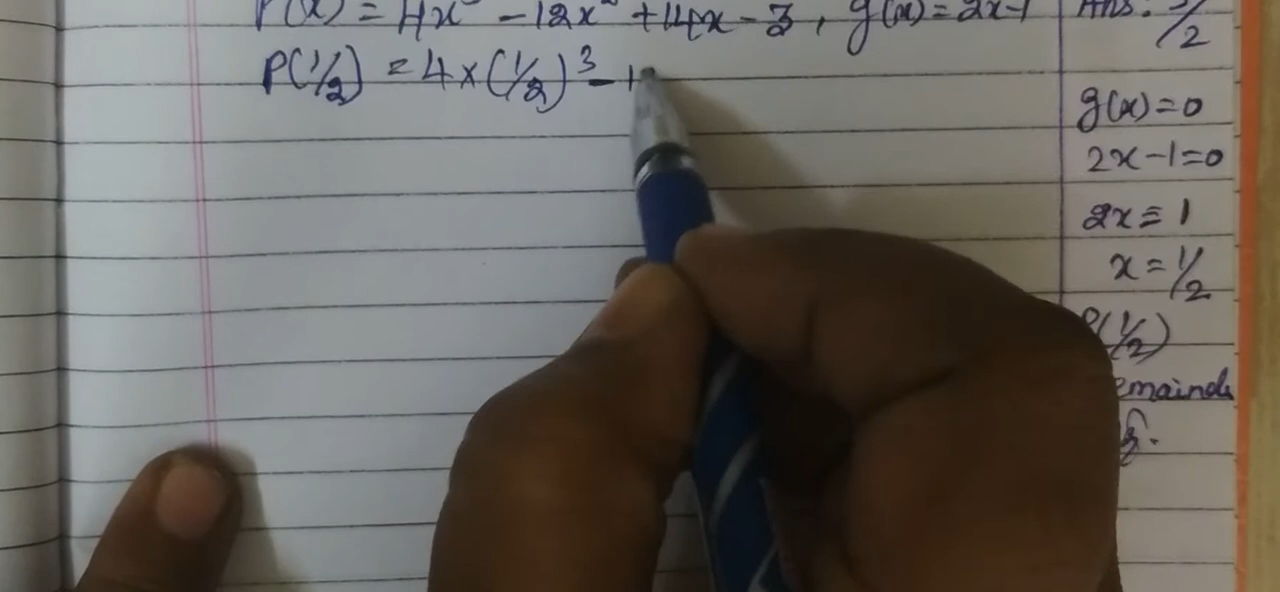 P(x) = 4x³ - 12x² + 14x - 3, g(x) = 2x-1
P(1/2) = 4 × (1/2)³ - 1
Ans: 3/2
g(x) = 0
2x - 1 = 0
2x = 1
x = 1/2
P(1/2)